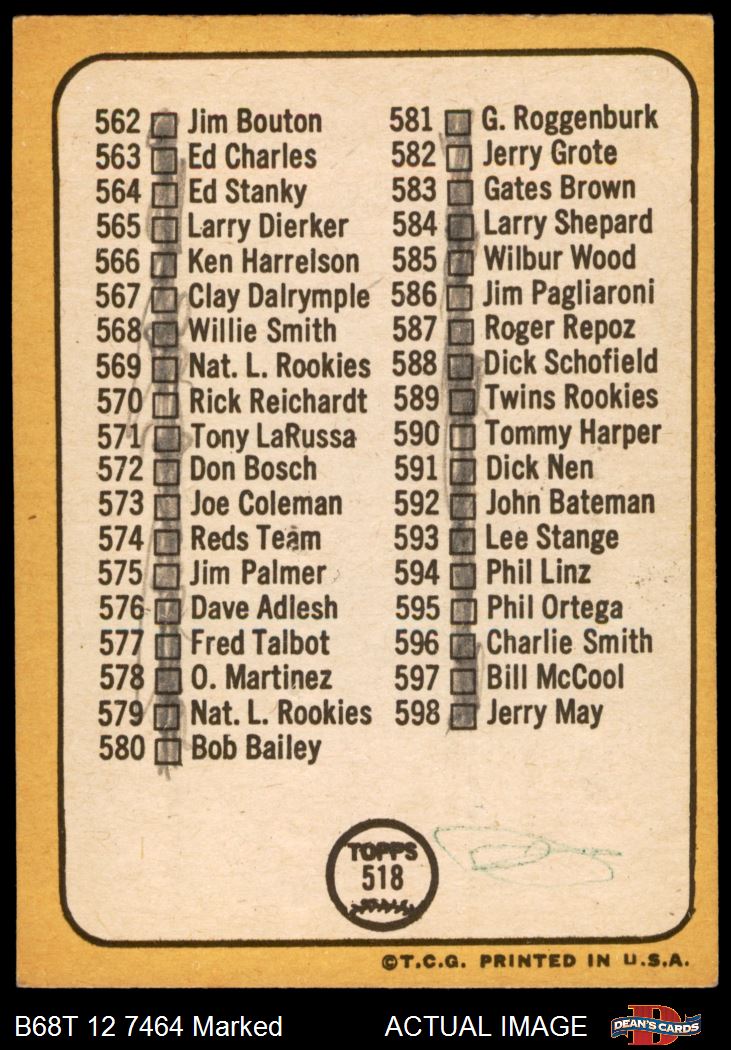 562 Jim Bouton
563 Ed Charles
564 Ed Stanky
565 Larry Dierker
566 Ken Harrelson
567 Clay Dalrymple
568 Willie Smith
569 Nat. L. Rookies
570 Rick Reichardt
571 Tony LaRussa
572 Don Bosch
573 Joe Coleman
574 Reds Team
575 Jim Palmer
576 Dave Adlesh
577 Fred Talbot
578 O. Martinez
579 Nat. L. Rookies
580 Bob Bailey
581 G. Roggenburk
582 Jerry Grote
583 Gates Brown
584 Larry Shepard
585 Wilbur Wood
586 Jim Pagliaroni
587 Roger Repoz
588 Dick Schofield
589 Twins Rookies
590 Tommy Harper
591 Dick Nen
592 John Bateman
593 Lee Stange
594 Phil Linz
595 Phil Ortega
596 Charlie Smith
597 Bill McCool
598 Jerry May
TOPPS
518
©T.C.G. PRINTED IN U.S.A.
B68T 12 7464 Marked ACTUAL IMAGE
DEAN'S CARDS